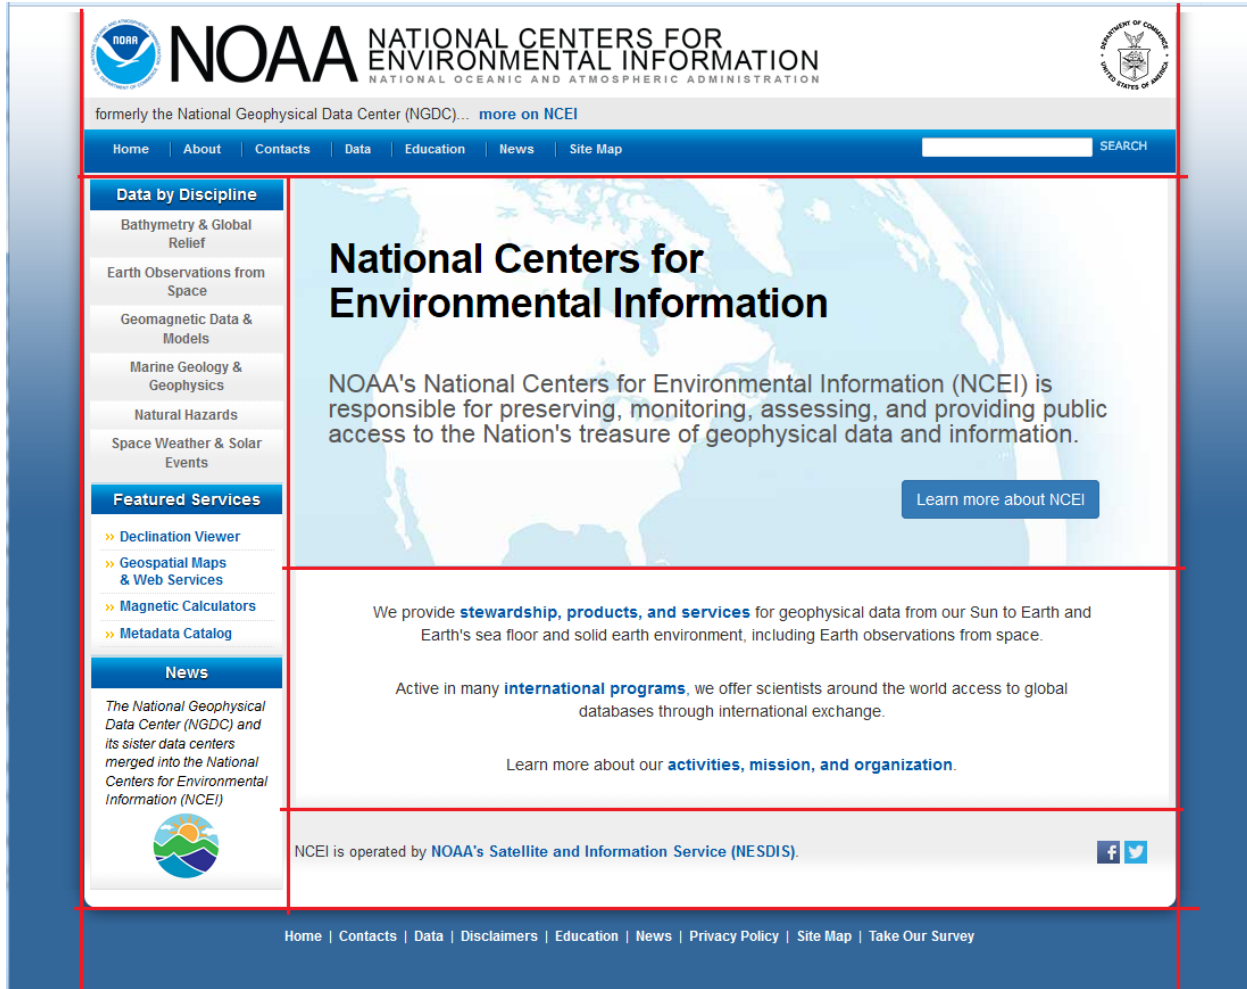 NOAA
NOAA
NATIONAL CENTERS FOR
ENVIRONMENTAL INFORMATION
NATIONAL OCEANIC AND ATMOSPHERIC ADMINISTRATION
DEPARTMENT OF COMMERCE
UNITED STATES OF AMERICA
formerly the National Geophysical Data Center (NGDC)... more on NCEI
Home | About | Contacts | Data | Education | News | Site Map
SEARCH
Data by Discipline
Bathymetry & Global
Relief
Earth Observations from
Space
Geomagnetic Data &
Models
Marine Geology &
Geophysics
Natural Hazards
Space Weather & Solar
Events
Featured Services
» Declination Viewer
» Geospatial Maps
& Web Services
» Magnetic Calculators
» Metadata Catalog
News
The National Geophysical
Data Center (NGDC) and
its sister data centers
merged into the National
Centers for Environmental
Information (NCEI)
National Centers for
Environmental Information
NOAA's National Centers for Environmental Information (NCEI) is
responsible for preserving, monitoring, assessing, and providing public
access to the Nation's treasure of geophysical data and information.
Learn more about NCEI
We provide stewardship, products, and services for geophysical data from our Sun to Earth and
Earth's sea floor and solid earth environment, including Earth observations from space.
Active in many international programs, we offer scientists around the world access to global
databases through international exchange.
Learn more about our activities, mission, and organization.
NCEI is operated by NOAA's Satellite and Information Service (NESDIS).
Home | Contacts | Data | Disclaimers | Education | News | Privacy Policy | Site Map | Take Our Survey